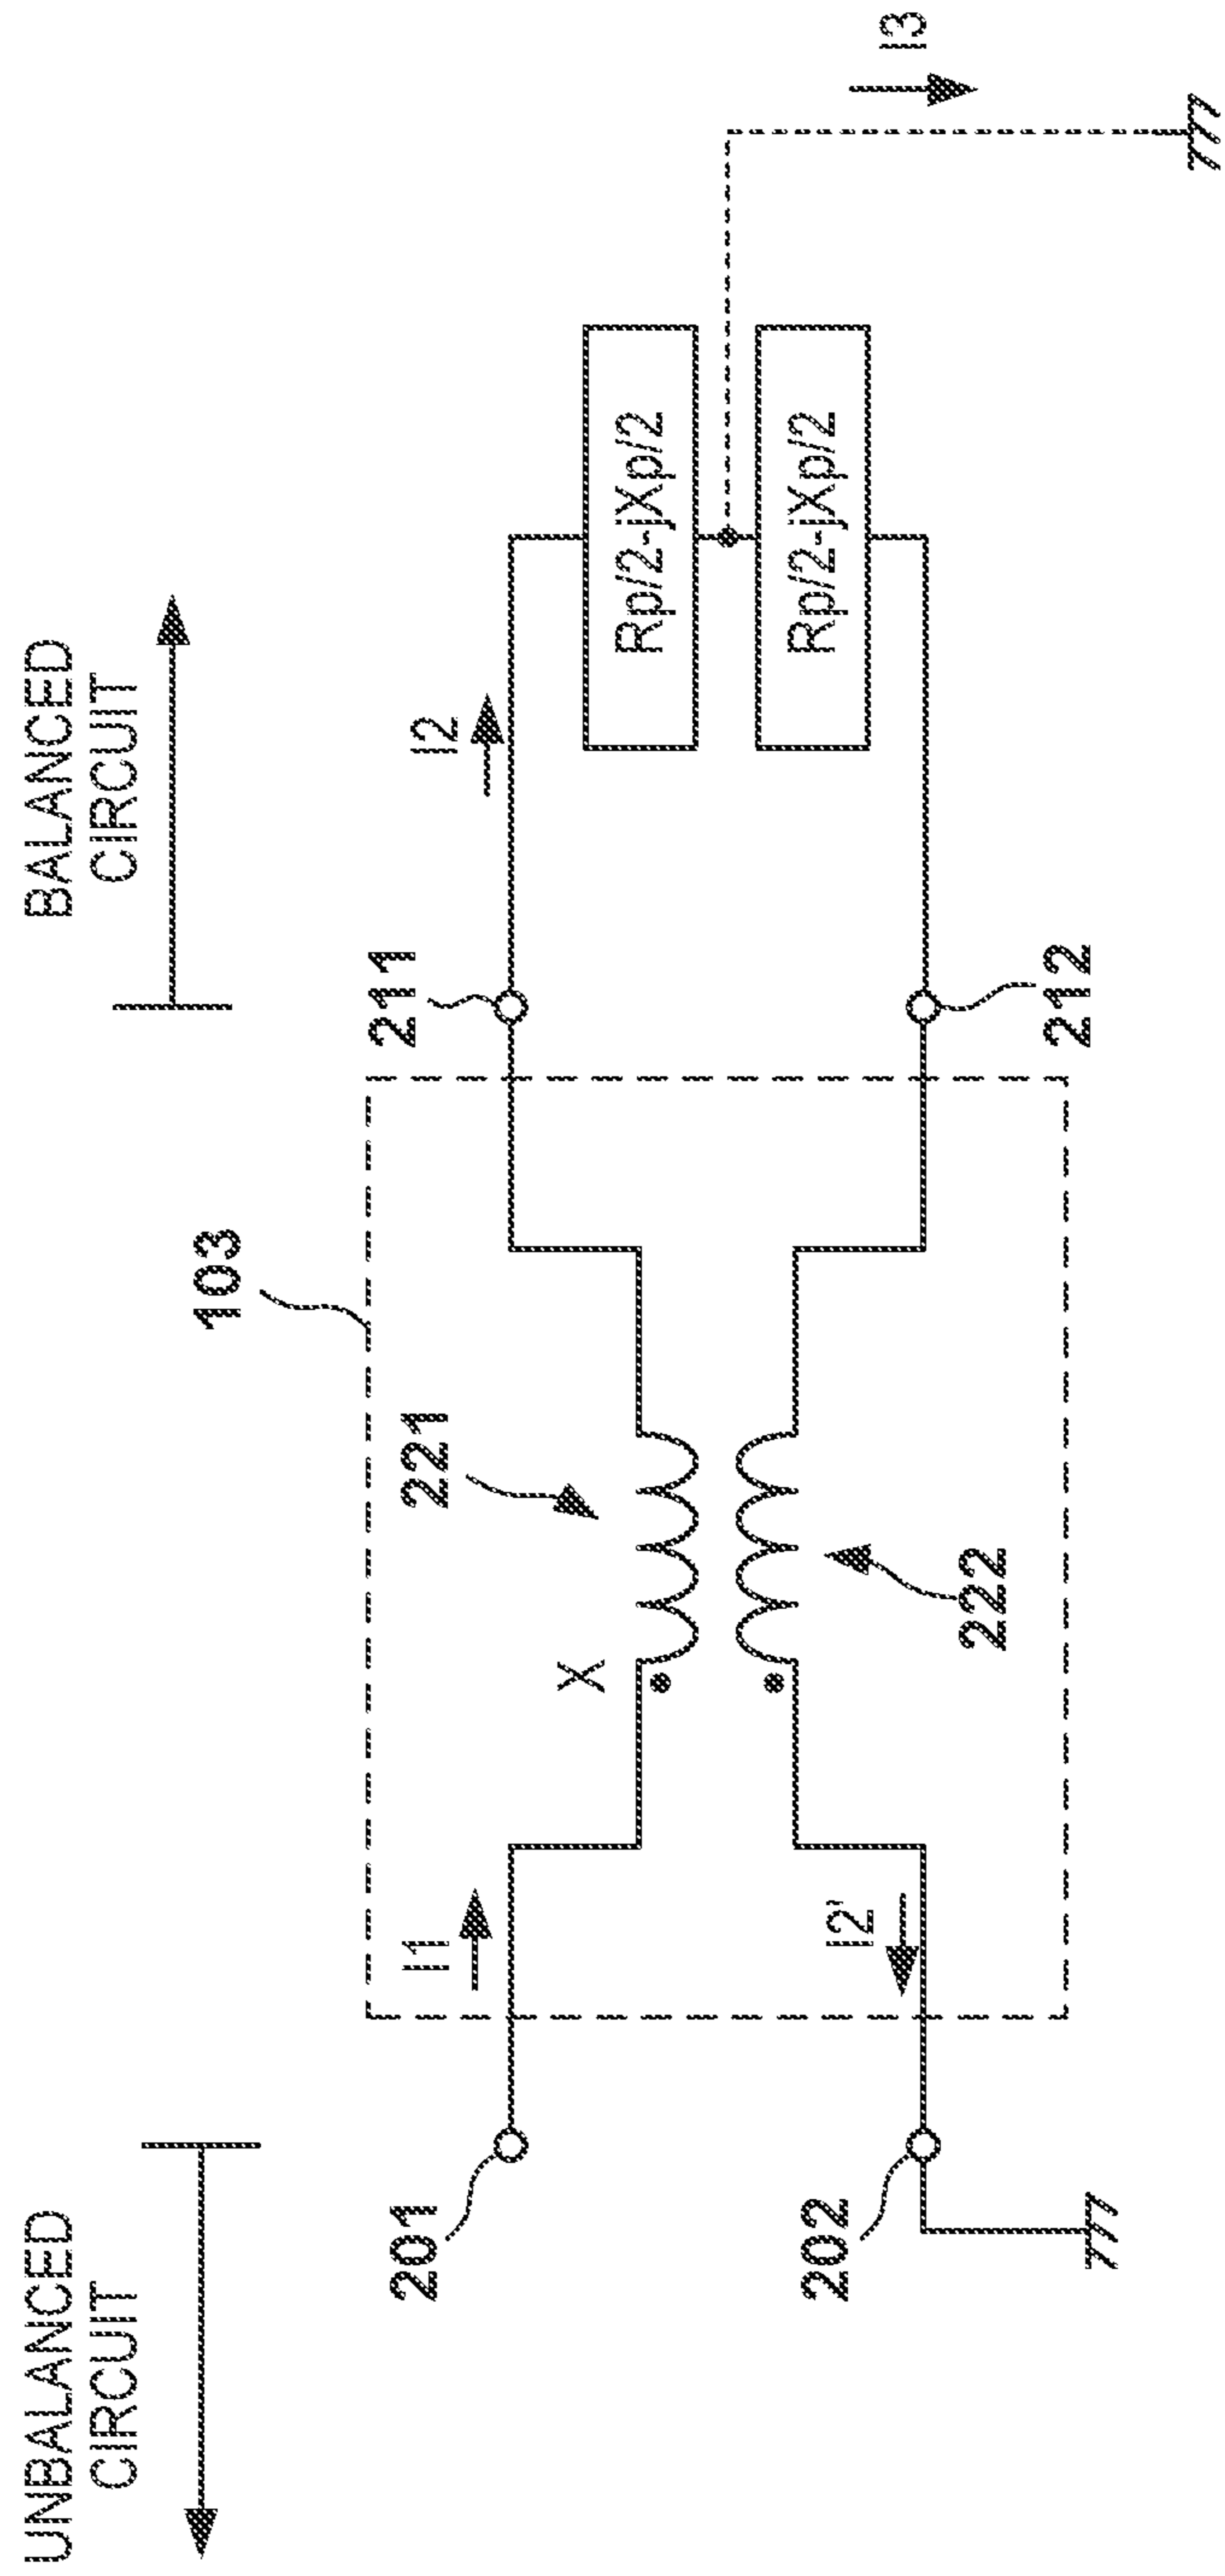 UNBALANCED
CIRCUIT
BALANCED
CIRCUIT
103
201
I1
X
221
211
I2
I3
Rp/2-jXp/2
Rp/2-jXp/2
202
I2'
222
212